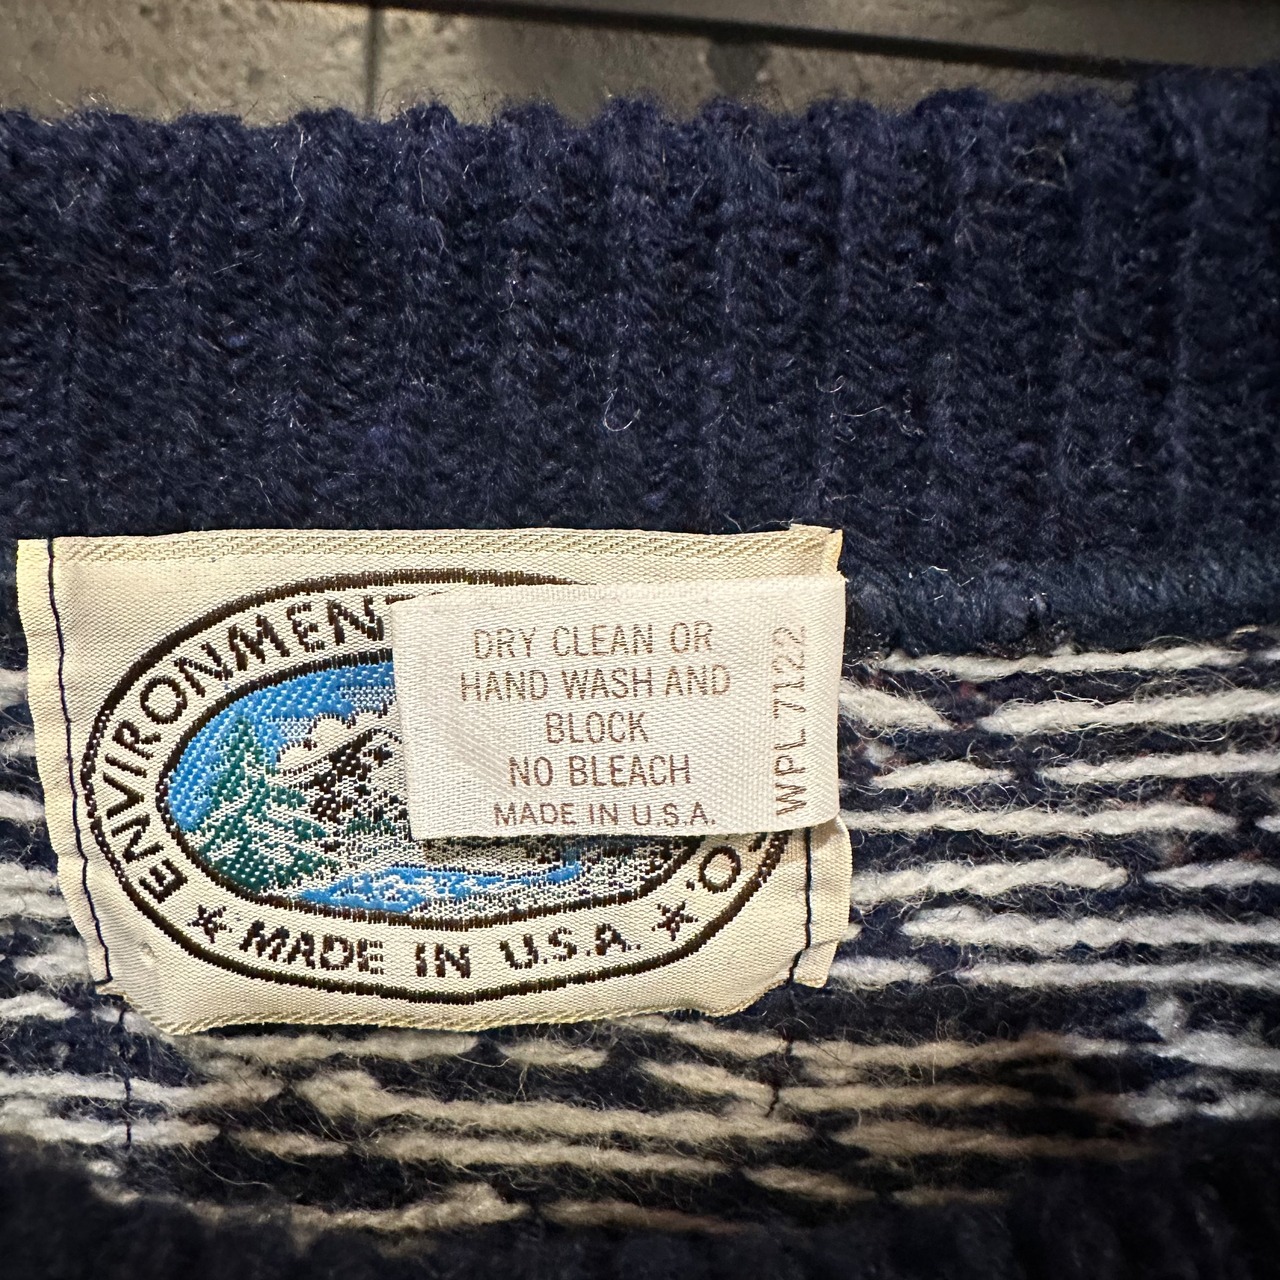 ENVIRONMENT
DRY CLEAN OR
HAND WASH AND
BLOCK
NO BLEACH
MADE IN U.S.A.
WPL 7122
O.
★ MADE IN U.S.A. ★